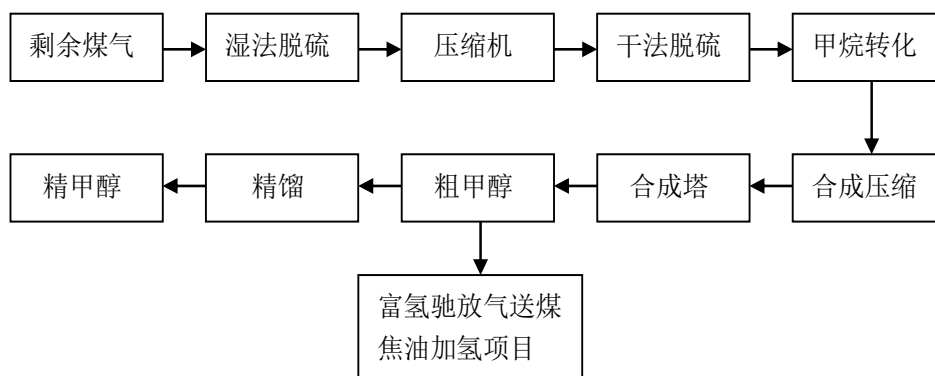 剩余煤气
湿法脱硫
压缩机
干法脱硫
甲烷转化
精甲醇
精馏
粗甲醇
合成塔
合成压缩
富氢驰放气送煤
焦油加氢项目